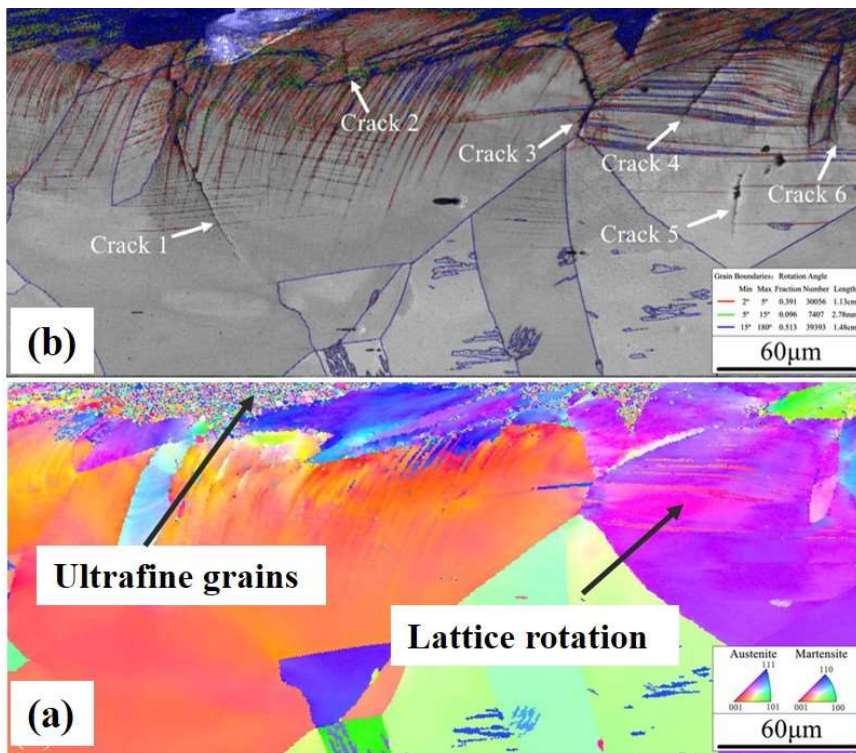 Crack 2
Crack 3
Crack 4
Crack 6
Crack 1
Crack 5
Grain Boundaries: Rotation Angle
Min Max Fraction Number Length
2° 5° 0.391 30056 1.13cm
5° 15° 0.096 7407 2.78mm
15° 180° 0.513 39393 1.48cm
(b)
60μm
Ultrafine grains
Lattice rotation
Austenite Martensite
111 110
001 101 001 100
(a)
60μm